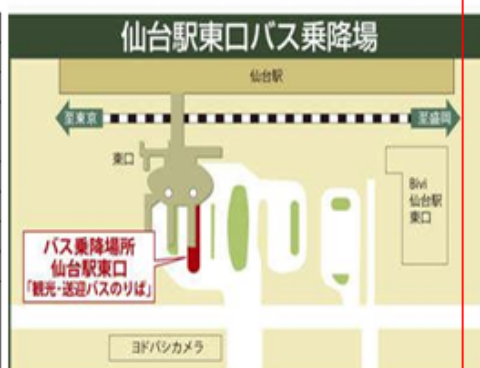 仙台駅東口バス乗降場
仙台駅
至東京
至盛岡
東口
Bivi
仙台駅
東口
バス乗降場所
仙台駅東口
「観光・送迎バスのりば」
ヨドバシカメラ